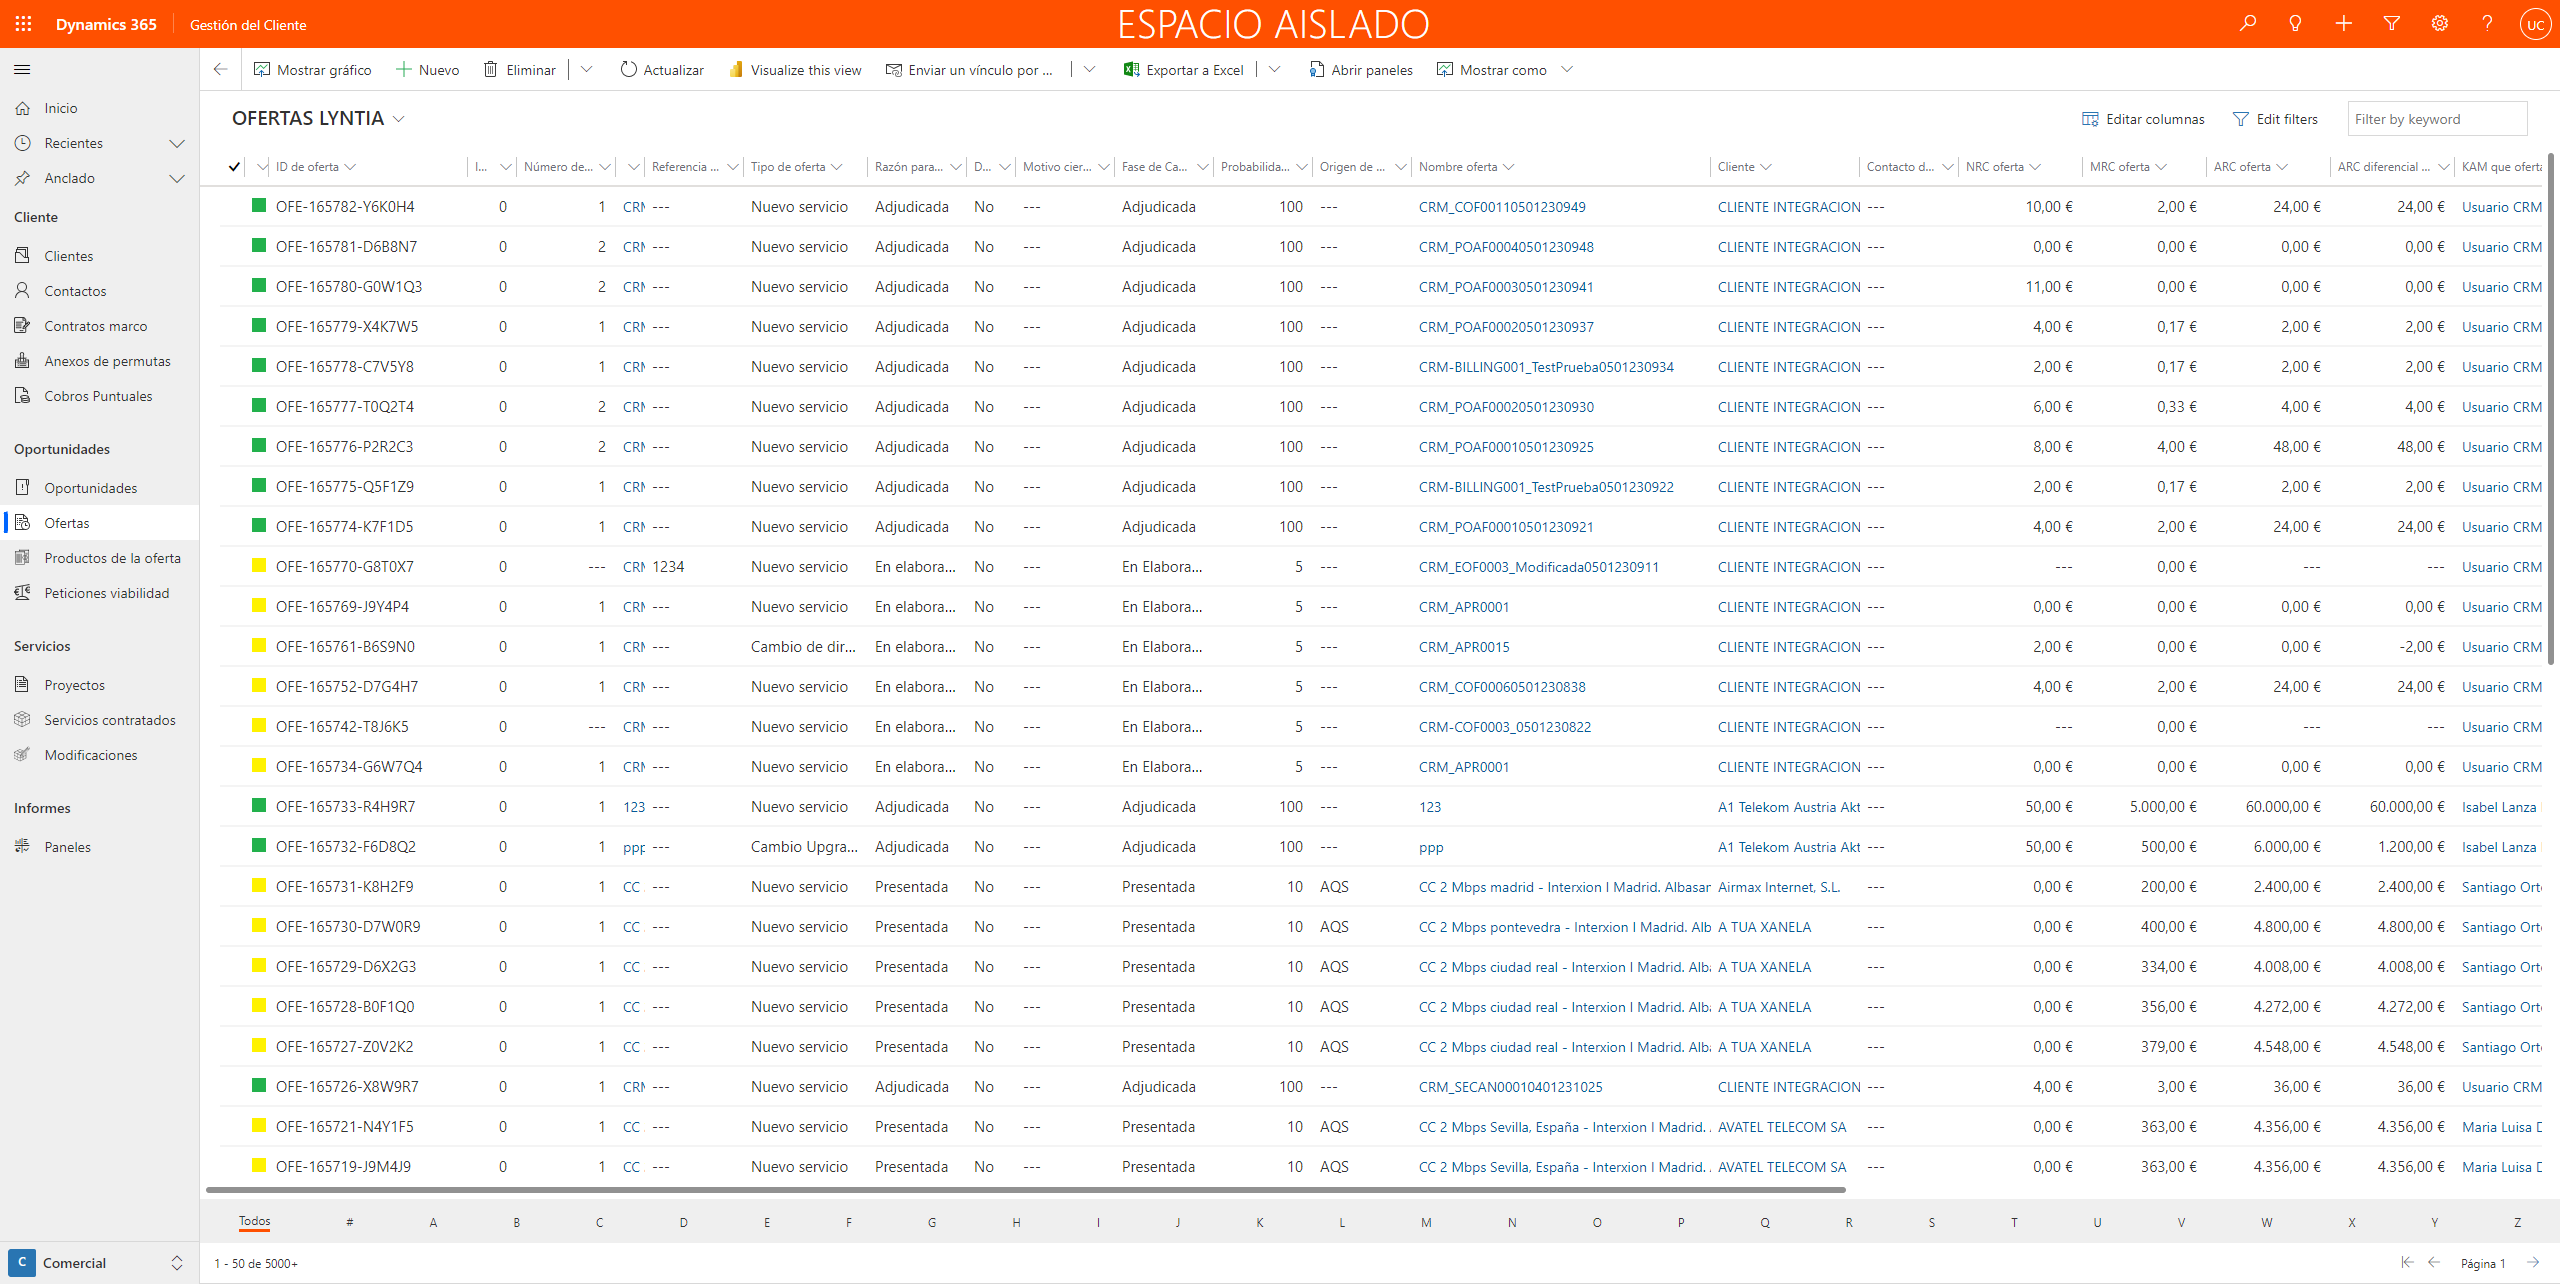 Dynamics 365 Gestión del Cliente ESPACIO AISLADO UC
Mostrar gráfico Nuevo Eliminar Actualizar Visualize this view Enviar un vínculo por ... Exportar a Excel Abrir paneles Mostrar como
Inicio
Recientes
Anclado
Cliente
Clientes
Contactos
Contratos marco
Anexos de permutas
Cobros Puntuales
Oportunidades
Oportunidades
Ofertas
Productos de la oferta
Peticiones viabilidad
Servicios
Proyectos
Servicios contratados
Modificaciones
Informes
Paneles
C Comercial
OFERTAS LYNTIA Editar columnas Edit filters Filter by keyword
ID de oferta I... Número de... Referencia ... Tipo de oferta Razón para... D... Motivo cier... Fase de Ca... Probabilida... Origen de ... Nombre oferta Cliente Contacto d... NRC oferta MRC oferta ARC oferta ARC diferencial ... KAM que oferta
OFE-165782-Y6K0H4 0 1 CRM --- Nuevo servicio Adjudicada No --- Adjudicada 100 --- CRM_COF00110501230949 CLIENTE INTEGRACION --- 10,00 € 2,00 € 24,00 € 24,00 € Usuario CRM
OFE-165781-D6B8N7 0 2 CRM --- Nuevo servicio Adjudicada No --- Adjudicada 100 --- CRM_POAF00040501230948 CLIENTE INTEGRACION --- 0,00 € 0,00 € 0,00 € 0,00 € Usuario CRM
OFE-165780-G0W1Q3 0 2 CRM --- Nuevo servicio Adjudicada No --- Adjudicada 100 --- CRM_POAF00030501230941 CLIENTE INTEGRACION --- 11,00 € 0,00 € 0,00 € 0,00 € Usuario CRM
OFE-165779-X4K7W5 0 1 CRM --- Nuevo servicio Adjudicada No --- Adjudicada 100 --- CRM_POAF00020501230937 CLIENTE INTEGRACION --- 4,00 € 0,17 € 2,00 € 2,00 € Usuario CRM
OFE-165778-C7V5Y8 0 1 CRM --- Nuevo servicio Adjudicada No --- Adjudicada 100 --- CRM-BILLING001_TestPrueba0501230934 CLIENTE INTEGRACION --- 2,00 € 0,17 € 2,00 € 2,00 € Usuario CRM
OFE-165777-T0Q2T4 0 2 CRM --- Nuevo servicio Adjudicada No --- Adjudicada 100 --- CRM_POAF00020501230930 CLIENTE INTEGRACION --- 6,00 € 0,33 € 4,00 € 4,00 € Usuario CRM
OFE-165776-P2R2C3 0 2 CRM --- Nuevo servicio Adjudicada No --- Adjudicada 100 --- CRM_POAF00010501230925 CLIENTE INTEGRACION --- 8,00 € 4,00 € 48,00 € 48,00 € Usuario CRM
OFE-165775-Q5F1Z9 0 1 CRM --- Nuevo servicio Adjudicada No --- Adjudicada 100 --- CRM-BILLING001_TestPrueba0501230922 CLIENTE INTEGRACION --- 2,00 € 0,17 € 2,00 € 2,00 € Usuario CRM
OFE-165774-K7F1D5 0 1 CRM --- Nuevo servicio Adjudicada No --- Adjudicada 100 --- CRM_POAF00010501230921 CLIENTE INTEGRACION --- 4,00 € 2,00 € 24,00 € 24,00 € Usuario CRM
OFE-165770-G8T0X7 0 --- CRM 1234 Nuevo servicio En elabora... No --- En Elabora... 5 --- CRM_EOF0003_Modificada0501230911 CLIENTE INTEGRACION --- --- 0,00 € --- --- Usuario CRM
OFE-165769-J9Y4P4 0 1 CRM --- Nuevo servicio En elabora... No --- En Elabora... 5 --- CRM_APR0001 CLIENTE INTEGRACION --- 0,00 € 0,00 € 0,00 € 0,00 € Usuario CRM
OFE-165761-B6S9N0 0 1 CRM --- Cambio de dir... En elabora... No --- En Elabora... 5 --- CRM_APR0015 CLIENTE INTEGRACION --- 2,00 € 0,00 € 0,00 € -2,00 € Usuario CRM
OFE-165752-D7G4H7 0 1 CRM --- Nuevo servicio En elabora... No --- En Elabora... 5 --- CRM_COF00060501230838 CLIENTE INTEGRACION --- 4,00 € 2,00 € 24,00 € 24,00 € Usuario CRM
OFE-165742-T8J6K5 0 --- CRM --- Nuevo servicio En elabora... No --- En Elabora... 5 --- CRM-COF0003_0501230822 CLIENTE INTEGRACION --- --- 0,00 € --- --- Usuario CRM
OFE-165734-G6W7Q4 0 1 CRM --- Nuevo servicio En elabora... No --- En Elabora... 5 --- CRM_APR0001 CLIENTE INTEGRACION --- 0,00 € 0,00 € 0,00 € 0,00 € Usuario CRM
OFE-165733-R4H9R7 0 1 123 --- Nuevo servicio Adjudicada No --- Adjudicada 100 --- 123 A1 Telekom Austria Akt --- 50,00 € 5.000,00 € 60.000,00 € 60.000,00 € Isabel Lanza
OFE-165732-F6D8Q2 0 1 ppp --- Cambio Upgra... Adjudicada No --- Adjudicada 100 --- ppp A1 Telekom Austria Akt --- 50,00 € 500,00 € 6.000,00 € 1.200,00 € Isabel Lanza
OFE-165731-K8H2F9 0 1 CC --- Nuevo servicio Presentada No --- Presentada 10 AQS CC 2 Mbps madrid - Interxion I Madrid. Albasan Airmax Internet, S.L. --- 0,00 € 200,00 € 2.400,00 € 2.400,00 € Santiago Ort
OFE-165730-D7W0R9 0 1 CC --- Nuevo servicio Presentada No --- Presentada 10 AQS CC 2 Mbps pontevedra - Interxion I Madrid. Alb A TUA XANELA --- 0,00 € 400,00 € 4.800,00 € 4.800,00 € Santiago Ort
OFE-165729-D6X2G3 0 1 CC --- Nuevo servicio Presentada No --- Presentada 10 AQS CC 2 Mbps ciudad real - Interxion I Madrid. Alba A TUA XANELA --- 0,00 € 334,00 € 4.008,00 € 4.008,00 € Santiago Ort
OFE-165728-B0F1Q0 0 1 CC --- Nuevo servicio Presentada No --- Presentada 10 AQS CC 2 Mbps ciudad real - Interxion I Madrid. Alba A TUA XANELA --- 0,00 € 356,00 € 4.272,00 € 4.272,00 € Santiago Ort
OFE-165727-Z0V2K2 0 1 CC --- Nuevo servicio Presentada No --- Presentada 10 AQS CC 2 Mbps ciudad real - Interxion I Madrid. Alba A TUA XANELA --- 0,00 € 379,00 € 4.548,00 € 4.548,00 € Santiago Ort
OFE-165726-X8W9R7 0 1 CRM --- Nuevo servicio Adjudicada No --- Adjudicada 100 --- CRM_SECAN00010401231025 CLIENTE INTEGRACION --- 4,00 € 3,00 € 36,00 € 36,00 € Usuario CRM
OFE-165721-N4Y1F5 0 1 CC --- Nuevo servicio Presentada No --- Presentada 10 AQS CC 2 Mbps Sevilla, España - Interxion I Madrid. AVATEL TELECOM SA --- 0,00 € 363,00 € 4.356,00 € 4.356,00 € Maria Luisa D
OFE-165719-J9M4J9 0 1 CC --- Nuevo servicio Presentada No --- Presentada 10 AQS CC 2 Mbps Sevilla, España - Interxion I Madrid. AVATEL TELECOM SA --- 0,00 € 363,00 € 4.356,00 € 4.356,00 € Maria Luisa D
Todos # A B C D E F G H I J K L M N O P Q R S T U V W X Y Z
1 - 50 de 5000+ Página 1